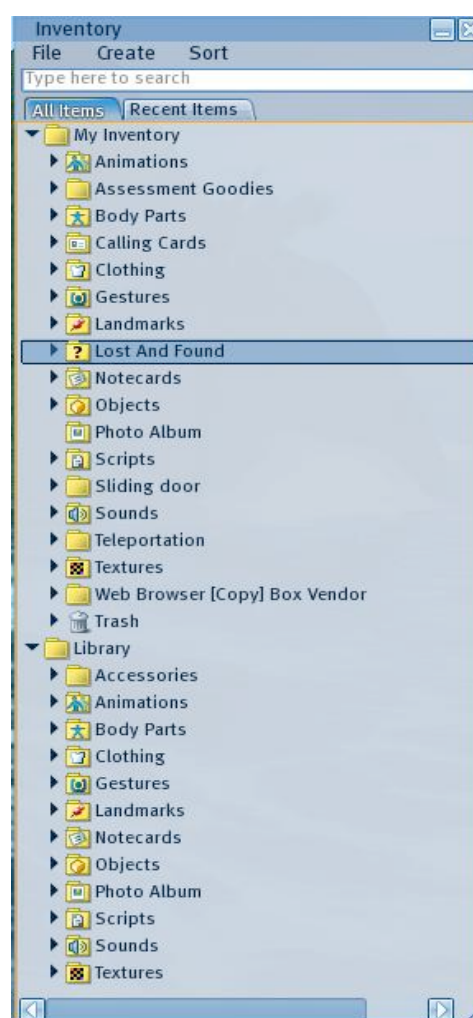 Inventory
File Create Sort
Type here to search
All Items Recent Items
My Inventory
Animations
Assessment Goodies
Body Parts
Calling Cards
Clothing
Gestures
Landmarks
? Lost And Found
Notecards
Objects
Photo Album
Scripts
Sliding door
Sounds
Teleportation
Textures
Web Browser [Copy] Box Vendor
Trash
Library
Accessories
Animations
Body Parts
Clothing
Gestures
Landmarks
Notecards
Objects
Photo Album
Scripts
Sounds
Textures